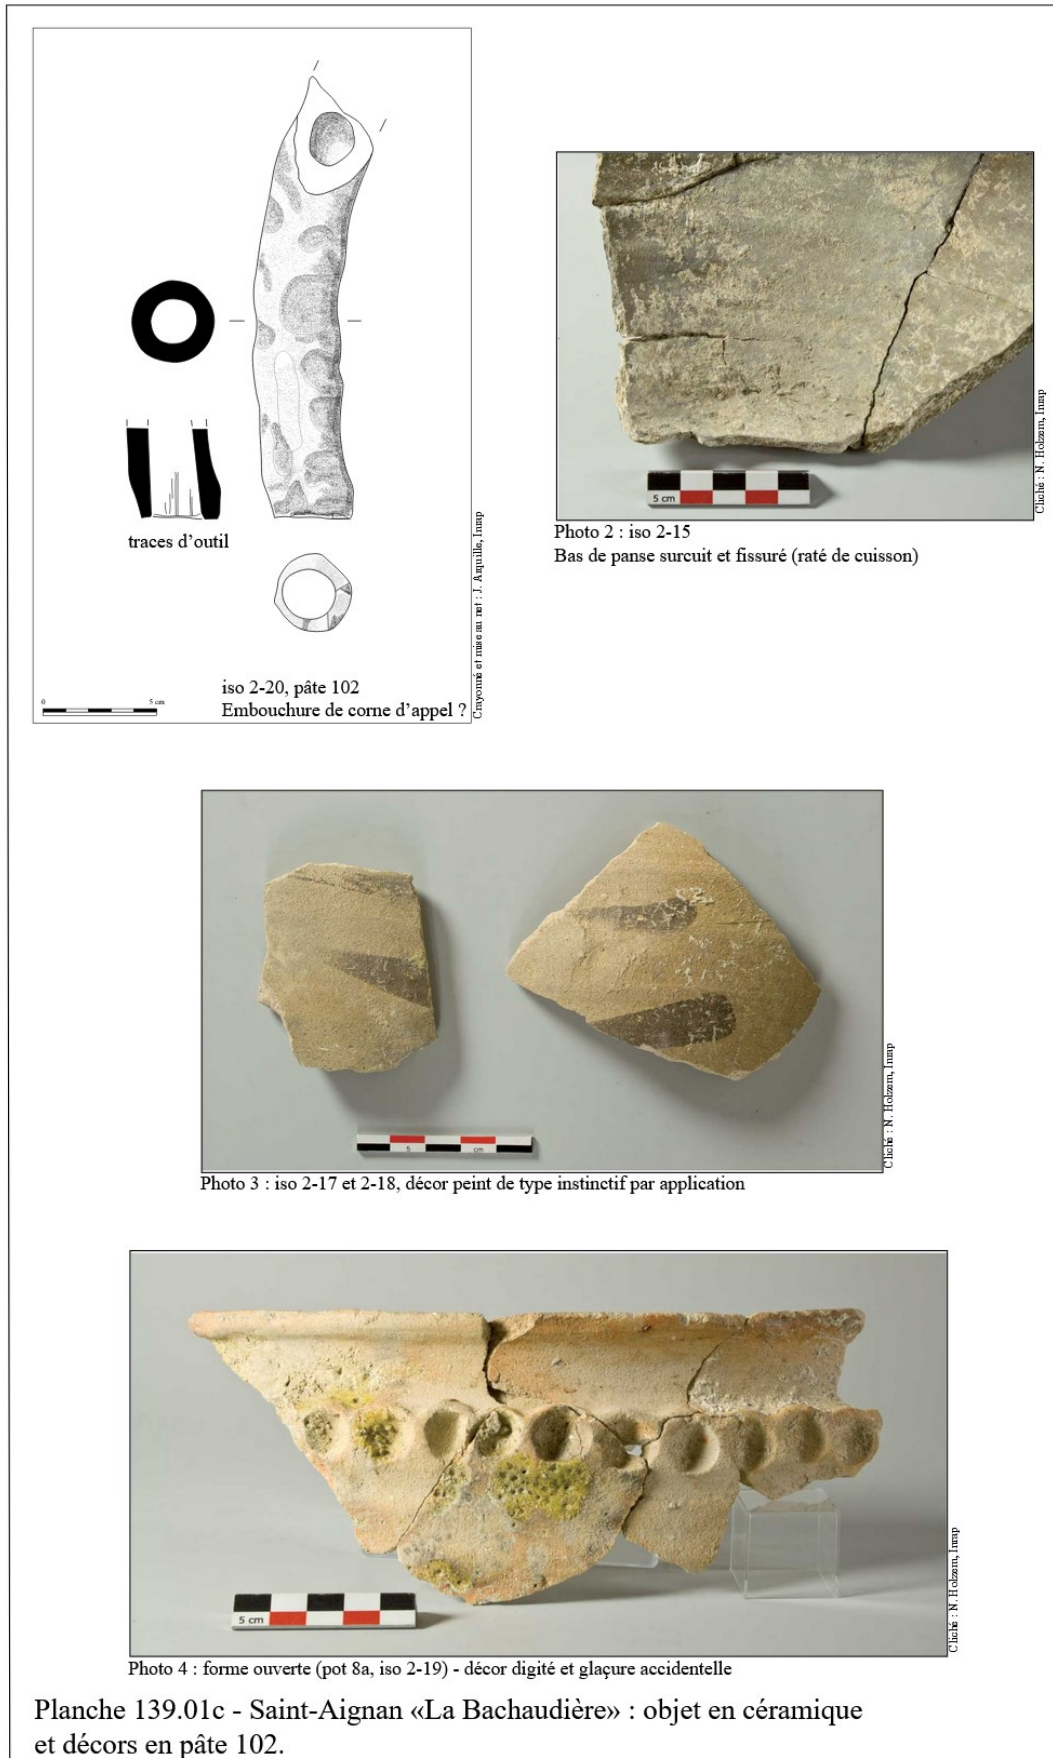 traces d’outil
0 5 cm
iso 2-20, pâte 102
Embouchure de corne d’appel ?
Crayonné et mise au net : J. Arquille, Inrap
5 cm
Cliché : N. Holzem, Inrap
Photo 2 : iso 2-15
Bas de panse surcuit et fissuré (raté de cuisson)
5 cm
Cliché : N. Holzem, Inrap
Photo 3 : iso 2-17 et 2-18, décor peint de type instinctif par application
5 cm
Cliché : N. Holzem, Inrap
Photo 4 : forme ouverte (pot 8a, iso 2-19) - décor digité et glaçure accidentelle
Planche 139.01c - Saint-Aignan «La Bachaudière» : objet en céramique
et décors en pâte 102.